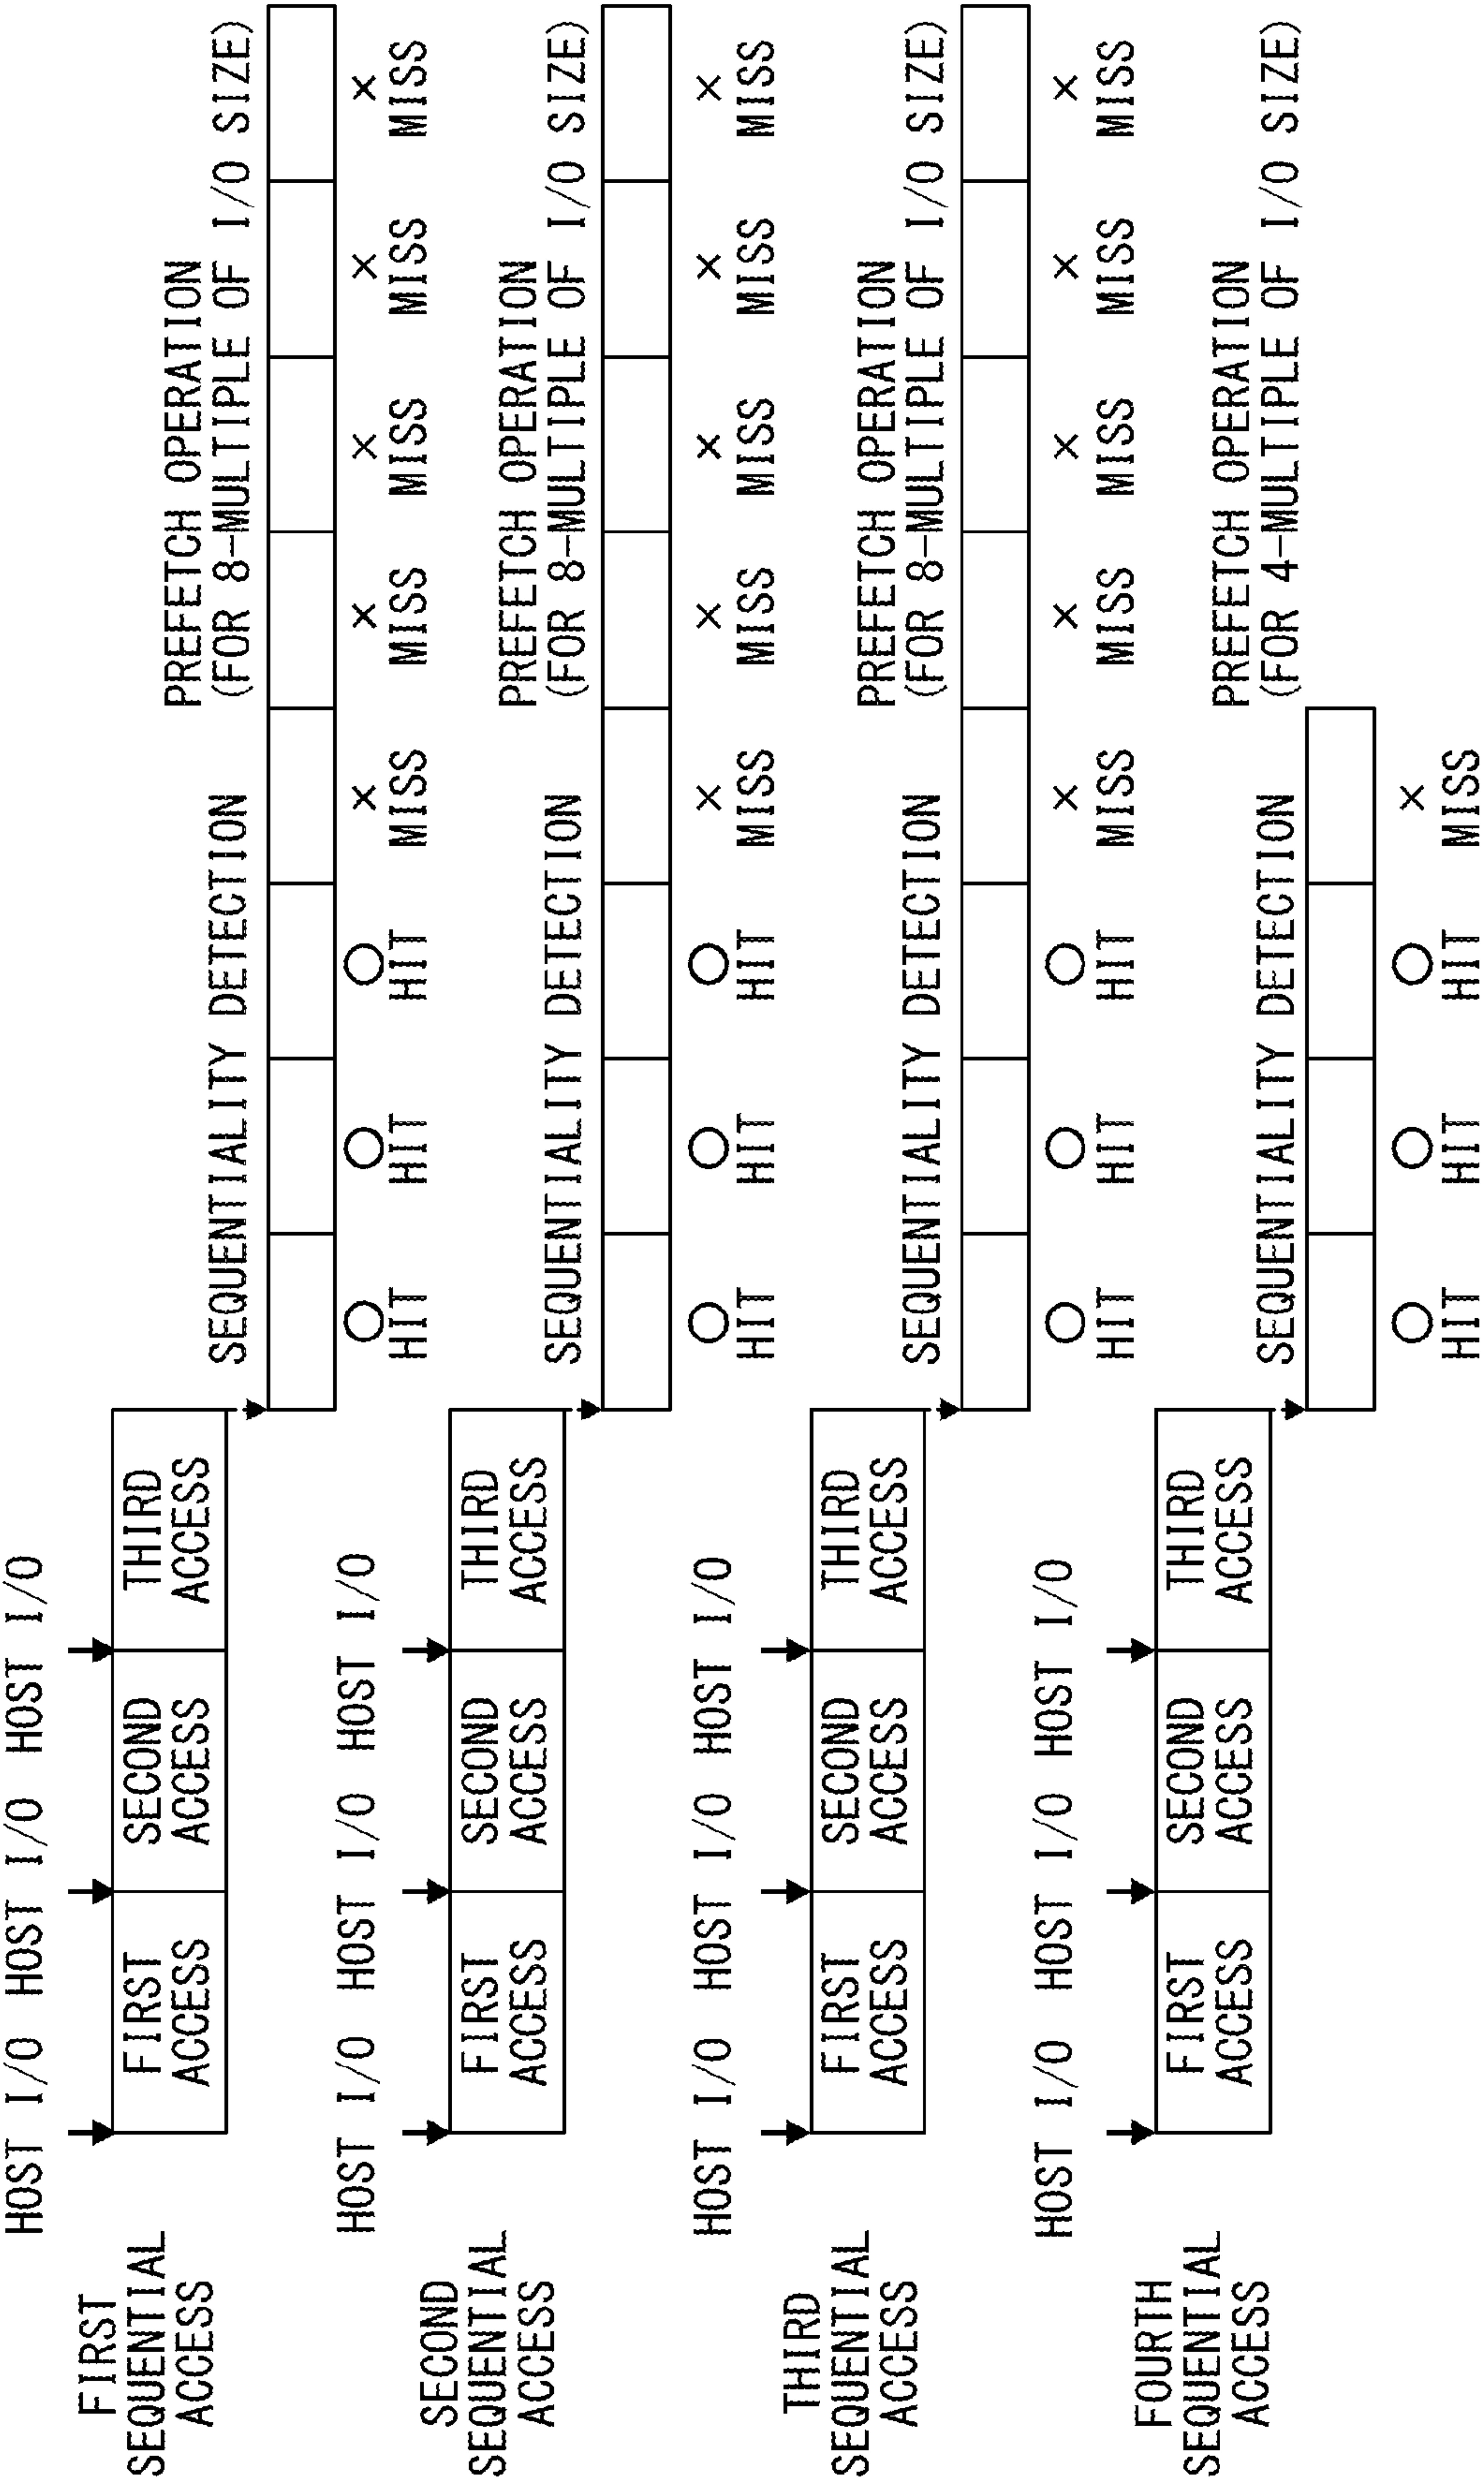 HOST I/O HOST I/O HOST I/O
FIRST
SEQUENTIAL
ACCESS
FIRST
ACCESS
SECOND
ACCESS
THIRD
ACCESS
SEQUENTIALITY DETECTION
PREFETCH OPERATION
(FOR 8-MULTIPLE OF I/O SIZE)
○ ○ ○ × × × × ×
HIT HIT HIT MISS MISS MISS MISS MISS
HOST I/O HOST I/O HOST I/O
SECOND
SEQUENTIAL
ACCESS
FIRST
ACCESS
SECOND
ACCESS
THIRD
ACCESS
SEQUENTIALITY DETECTION
PREFETCH OPERATION
(FOR 8-MULTIPLE OF I/O SIZE)
○ ○ ○ × × × × ×
HIT HIT HIT MISS MISS MISS MISS MISS
HOST I/O HOST I/O HOST I/O
THIRD
SEQUENTIAL
ACCESS
FIRST
ACCESS
SECOND
ACCESS
THIRD
ACCESS
SEQUENTIALITY DETECTION
PREFETCH OPERATION
(FOR 8-MULTIPLE OF I/O SIZE)
○ ○ ○ × × × × ×
HIT HIT HIT MISS MISS MISS MISS MISS
HOST I/O HOST I/O HOST I/O
FOURTH
SEQUENTIAL
ACCESS
FIRST
ACCESS
SECOND
ACCESS
THIRD
ACCESS
SEQUENTIALITY DETECTION
PREFETCH OPERATION
(FOR 4-MULTIPLE OF I/O SIZE)
○ ○ ○ ×
HIT HIT HIT MISS